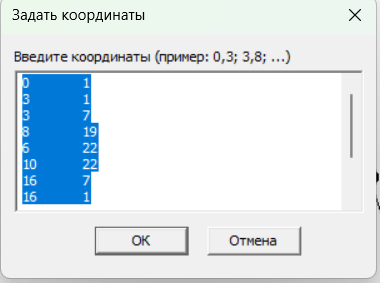 Задать координаты
Введите координаты (пример: 0,3; 3,8; ...)
0 1
3 1
3 7
8 19
6 22
10 22
16 7
16 1
OK
Отмена